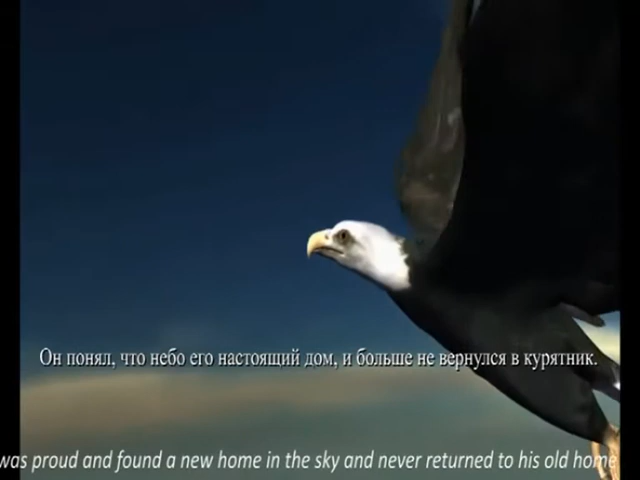 Он понял, что небо его настоящий дом, и больше не вернулся в курятник.
was proud and found a new home in the sky and never returned to his old home